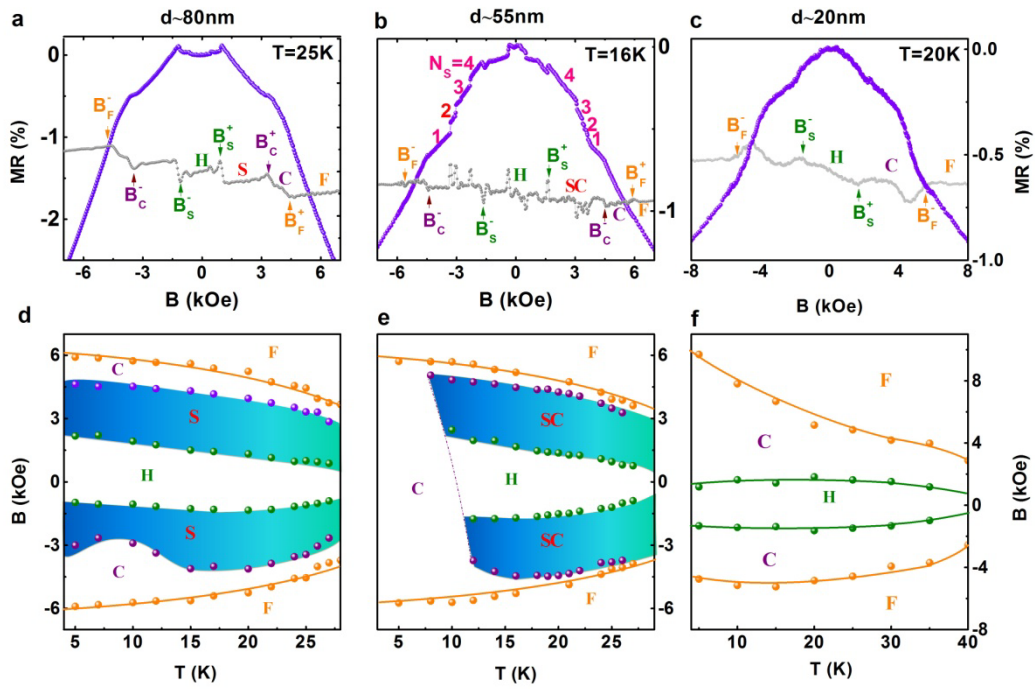 d~80nm
d~55nm
d~20nm
a
b
c
T=25K
T=16K
T=20K
0
-1
-2
MR (%)
B_F^-
B_C^-
B_S^-
H
B_S^+
S
B_C^+
C
B_F^+
F
-6 -3 0 3 6
B (kOe)
N_S=4
3
2
1
4
3
2
1
B_F^-
B_C^-
B_S^-
H
B_S^+
SC
B_C^-
C
B_F^+
F
0
-1
-6 -3 0 3 6
B (kOe)
B_F^-
B_S^-
H
B_S^+
C
B_F^-
F
0.0
-0.5
-1.0
MR (%)
-8 -4 0 4 8
B (kOe)
d
e
f
6
3
0
-3
-6
B (kOe)
F
C
S
H
S
C
F
5 10 15 20 25
T (K)
6
3
0
-3
-6
F
SC
C
H
SC
F
5 10 15 20 25
T (K)
F
C
H
C
F
8
4
0
-4
-8
B (kOe)
10 20 30 40
T (K)